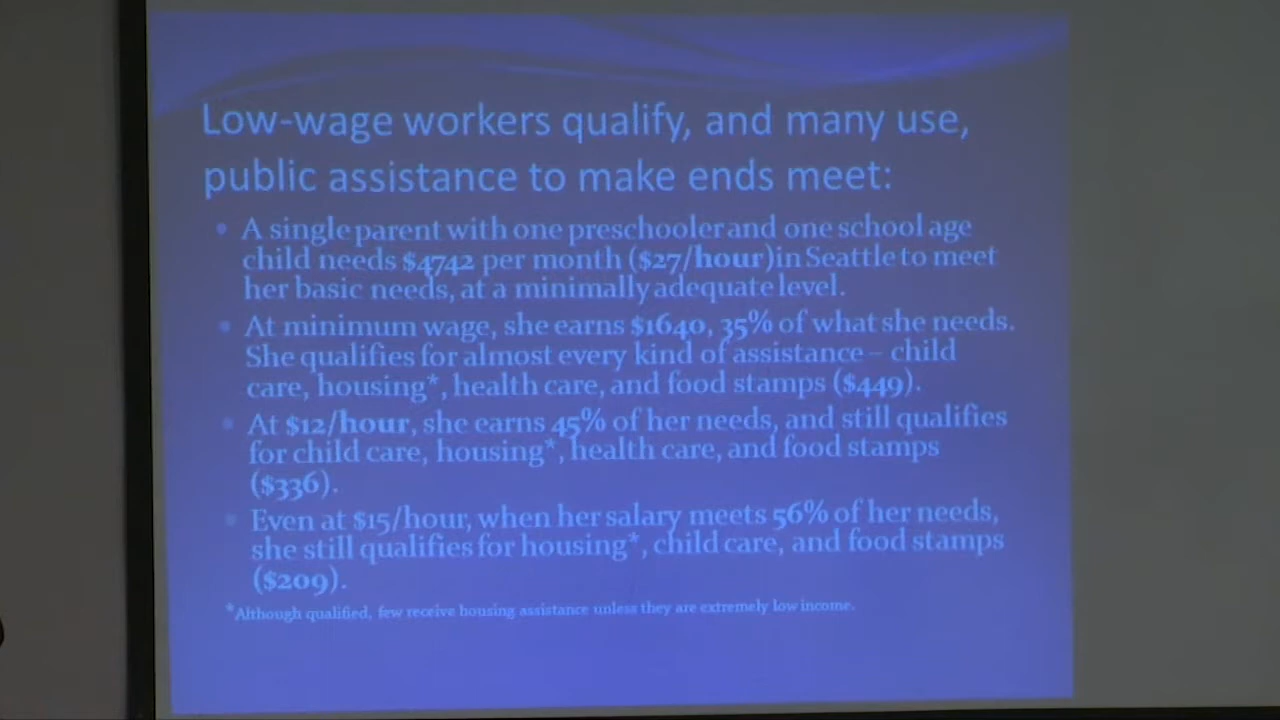 Low-wage workers qualify, and many use,
public assistance to make ends meet:
• A single parent with one preschooler and one school age
child needs $4742 per month ($27/hour)in Seattle to meet
her basic needs, at a minimally adequate level.
• At minimum wage, she earns $1640, 35% of what she needs.
She qualifies for almost every kind of assistance – child
care, housing*, health care, and food stamps ($449).
• At $12/hour, she earns 45% of her needs, and still qualifies
for child care, housing*, health care, and food stamps
($336).
• Even at $15/hour, when her salary meets 56% of her needs,
she still qualifies for housing*, child care, and food stamps
($209).
*Although qualified, few receive housing assistance unless they are extremely low income.